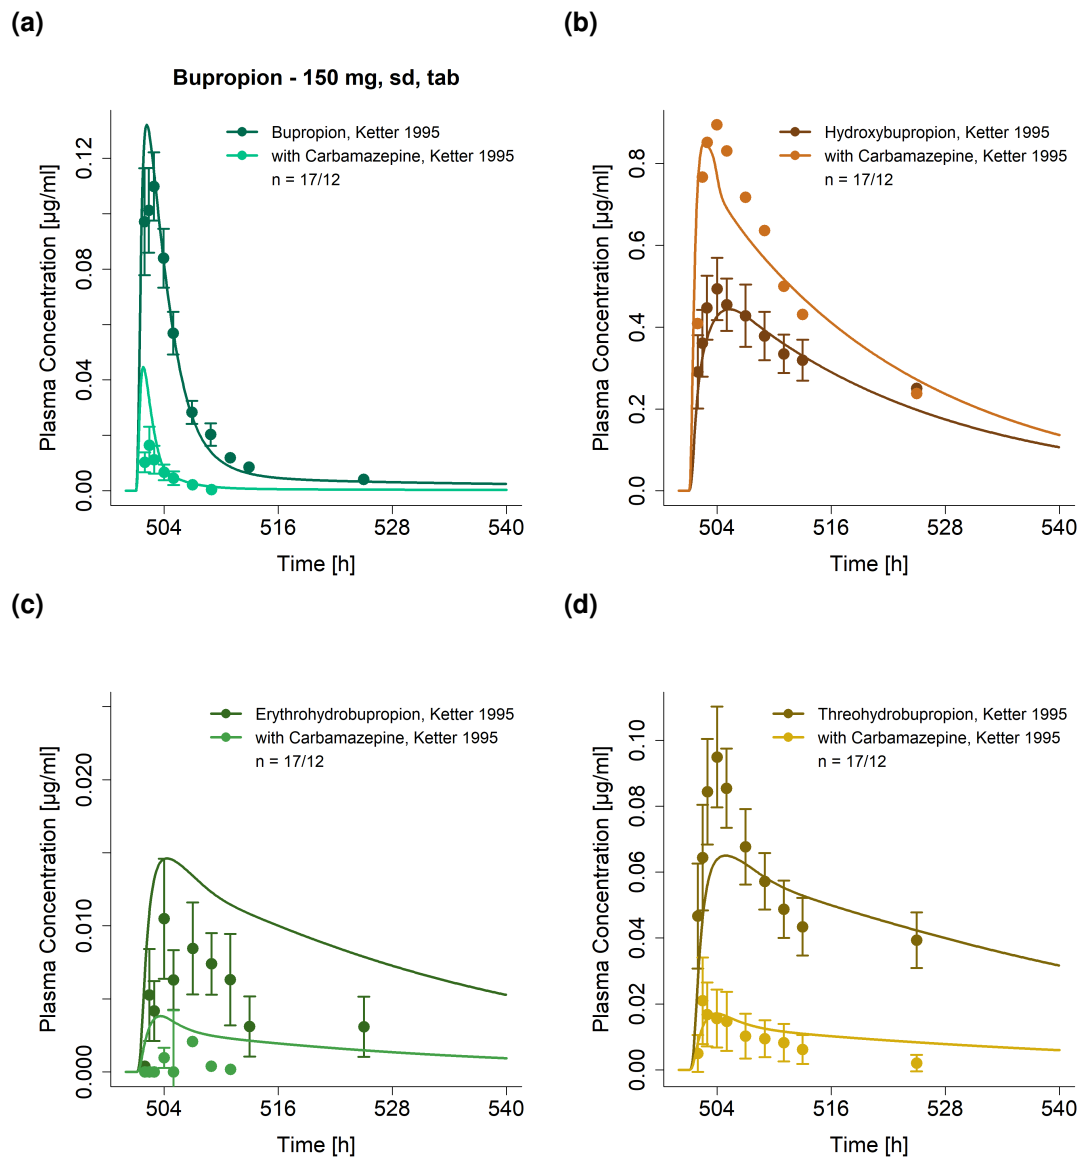 (a)
Bupropion - 150 mg, sd, tab
Bupropion, Ketter 1995
with Carbamazepine, Ketter 1995
n = 17/12
Plasma Concentration [µg/ml]
0.12
0.08
0.04
0.00
504 516 528 540
Time [h]
(b)
Hydroxybupropion, Ketter 1995
with Carbamazepine, Ketter 1995
n = 17/12
Plasma Concentration [µg/ml]
0.8
0.6
0.4
0.2
0.0
504 516 528 540
Time [h]
(c)
Erythrohydrobupropion, Ketter 1995
with Carbamazepine, Ketter 1995
n = 17/12
Plasma Concentration [µg/ml]
0.020
0.010
0.000
504 516 528 540
Time [h]
(d)
Threohydrobupropion, Ketter 1995
with Carbamazepine, Ketter 1995
n = 17/12
Plasma Concentration [µg/ml]
0.10
0.08
0.06
0.04
0.02
0.00
504 516 528 540
Time [h]